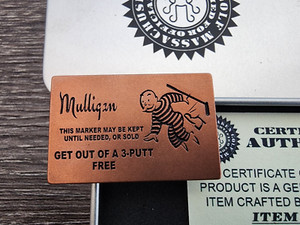 Mulligan
THIS MARKER MAY BE KEPT
UNTIL NEEDED, OR SOLD
GET OUT OF A 3-PUTT
FREE
CERT
AUTH
CERTIFICATE O
PRODUCT IS A GE
ITEM CRAFTED B
ITEM